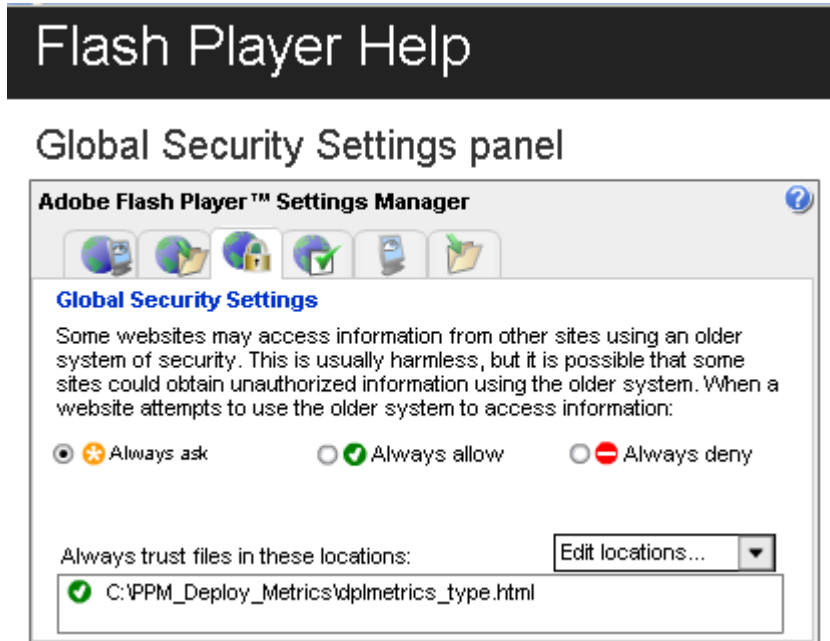 Flash Player Help
Global Security Settings panel
Adobe Flash Player™ Settings Manager
Global Security Settings
Some websites may access information from other sites using an older
system of security. This is usually harmless, but it is possible that some
sites could obtain unauthorized information using the older system. When a
website attempts to use the older system to access information:
Always ask Always allow Always deny
Always trust files in these locations: Edit locations...
C:\PPM_Deploy_Metrics\dplmetrics_type.html